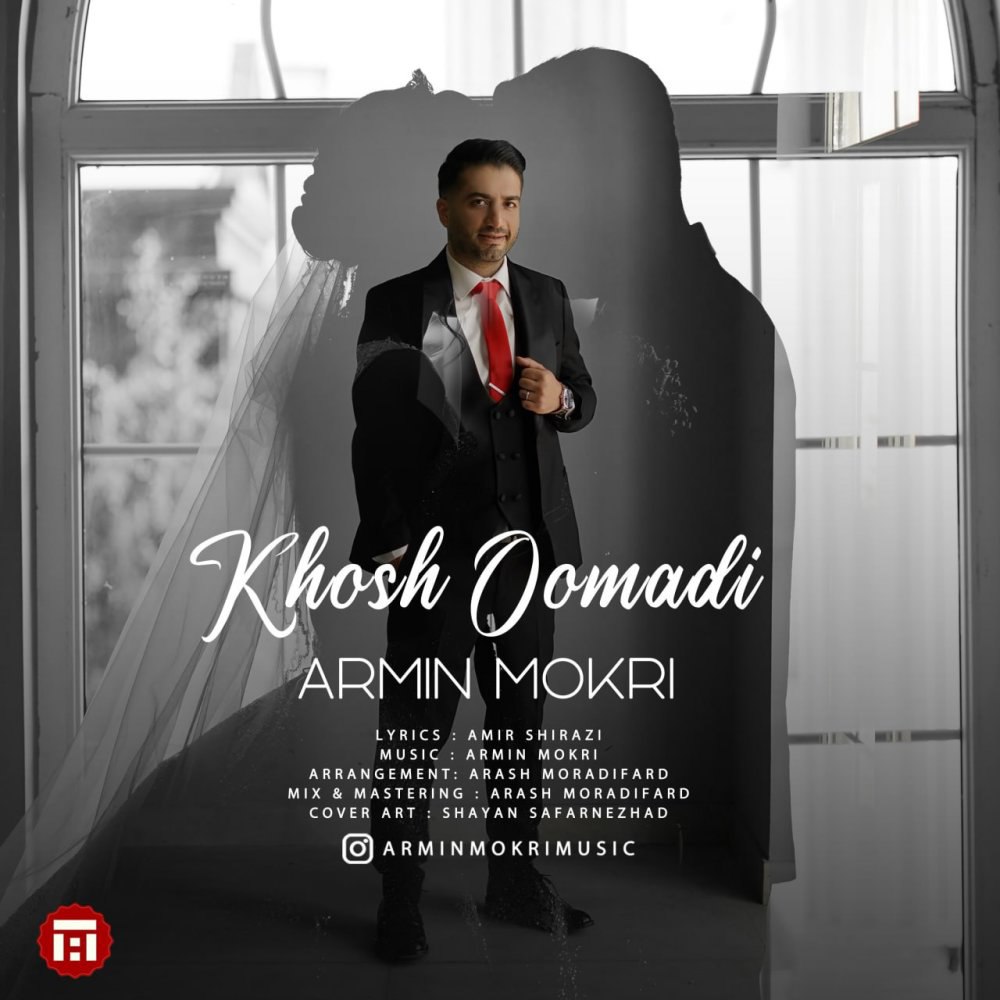 Khosh Oomadi
ARMIN MOKRI
LYRICS : AMIR SHIRAZI
MUSIC : ARMIN MOKRI
ARRANGEMENT: ARASH MORADIFARD
MIX & MASTERING : ARASH MORADIFARD
COVER ART : SHAYAN SAFARNEZHAD
ARMINMOKRIMUSIC